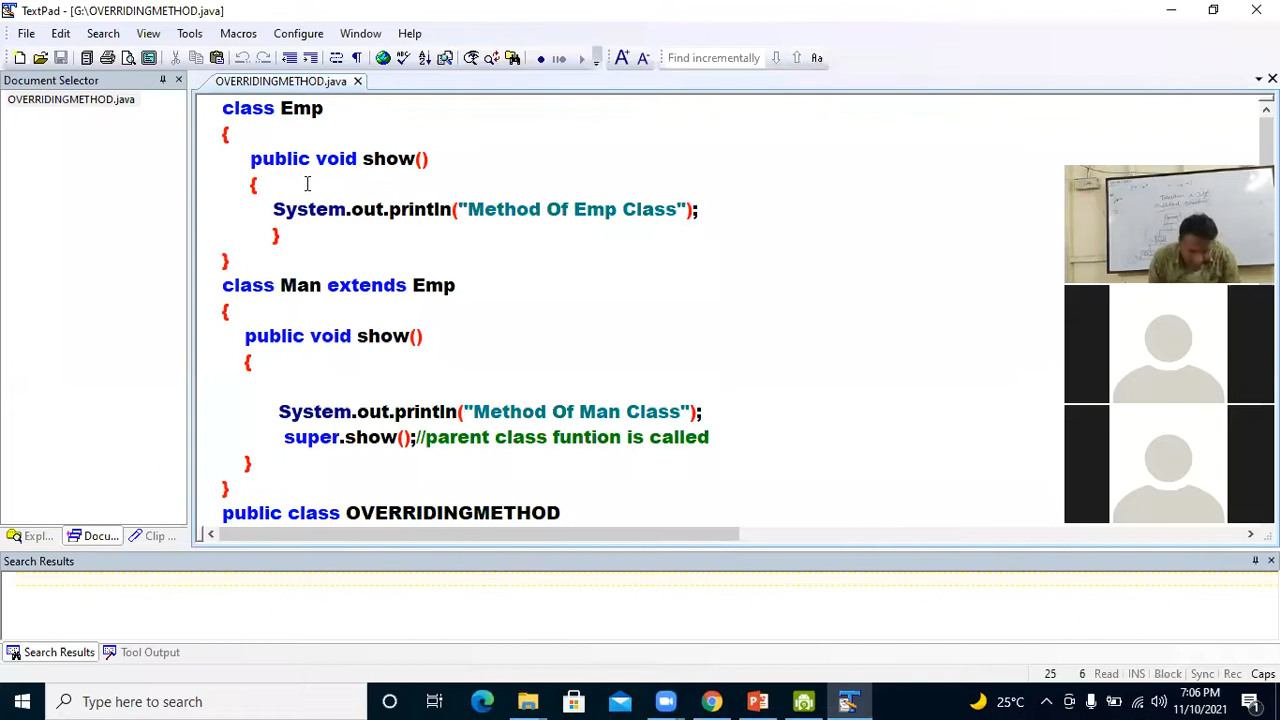 TextPad - [G:\OVERRIDINGMETHOD.java]
File Edit Search View Tools Macros Configure Window Help
Find incrementally
Document Selector
OVERRIDINGMETHOD.java
OVERRIDINGMETHOD.java
class Emp
{
public void show()
{
System.out.println("Method Of Emp Class");
}
}
class Man extends Emp
{
public void show()
{
System.out.println("Method Of Man Class");
super.show();//parent class funtion is called
}
}
public class OVERRIDINGMETHOD
Expl... Docu... Clip ...
Search Results
Search Results Tool Output
25 6 Read INS Block Sync Rec Caps
Type here to search
25°C
7:06 PM
11/10/2021